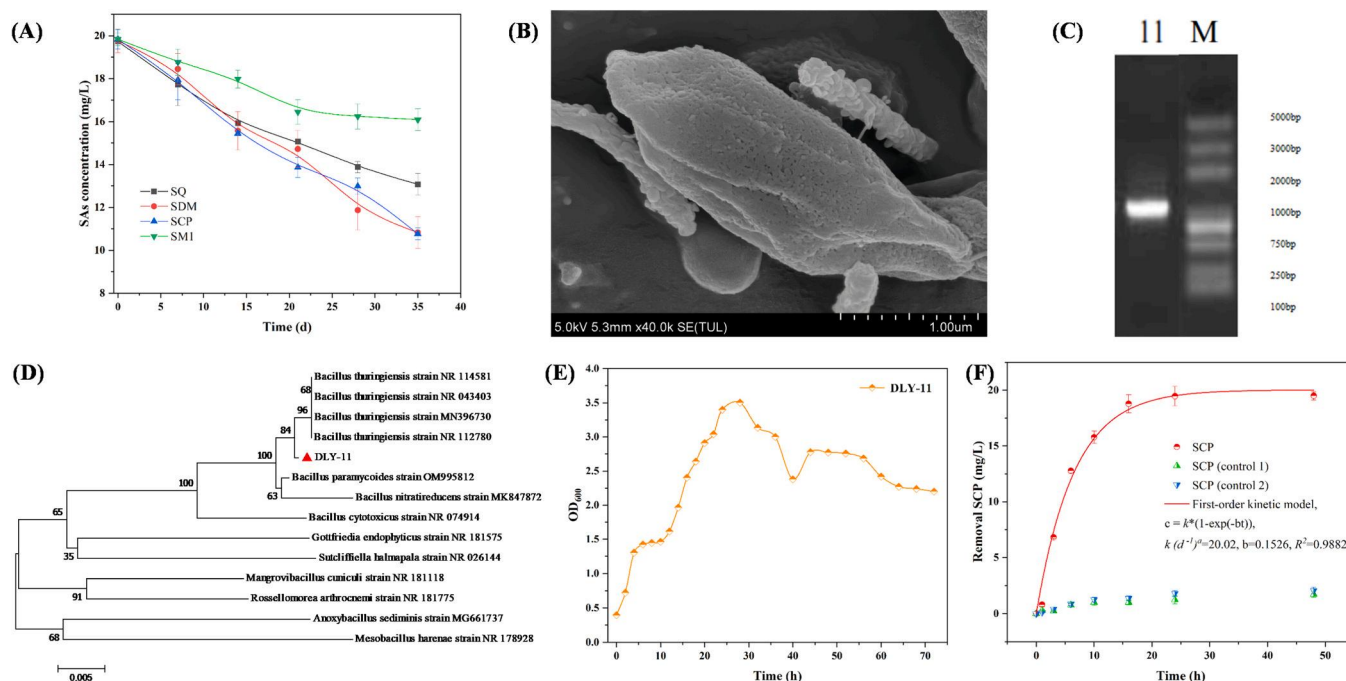 (A)
20
18
16
14
12
10
8
SAs concentration (mg/L)
SQ
SDM
SCP
SM1
0 5 10 15 20 25 30 35 40
Time (d)
(B)
5.0kV 5.3mm x40.0k SE(TUL)
1.00um
(C)
11 M
5000bp
3000bp
2000bp
1000bp
750bp
250bp
100bp
(D)
Bacillus thuringiensis strain NR 114581
68
Bacillus thuringiensis strain NR 043403
96
Bacillus thuringiensis strain MN396730
84
Bacillus thuringiensis strain NR 112780
DLY-11
100
Bacillus paramycoides strain OM995812
63
Bacillus nitratireducens strain MK847872
65
Bacillus cytotoxicus strain NR 074914
Gottfriedia endophyticus strain NR 181575
35
Sutcliffiella halmapala strain NR 026144
Mangrovibacillus cuniculi strain NR 181118
91
Rossellomorea arthrocnemi strain NR 181775
Anoxybacillus sediminis strain MG661737
68
Mesobacillus harenae strain NR 178928
0.005
(E)
4.0
3.5
3.0
2.5
2.0
1.5
1.0
0.5
0.0
OD600
DLY-11
0 10 20 30 40 50 60 70
Time (h)
(F)
20
15
10
5
0
Removal SCP (mg/L)
SCP
SCP (control 1)
SCP (control 2)
First-order kinetic model,
c = k*(1-exp(-bt)),
k (d⁻¹)ᵃ=20.02, b=0.1526, R²=0.9882
0 10 20 30 40 50
Time (h)